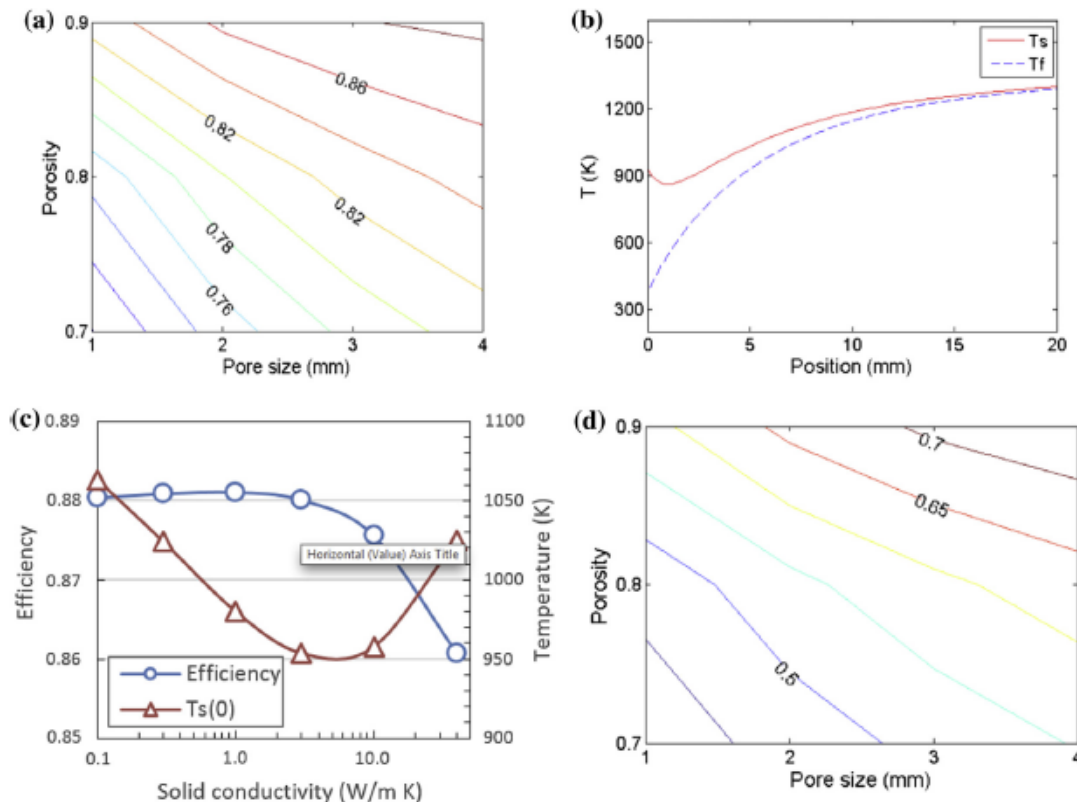 (a)
0.9
0.8
0.7
Porosity
0.86
0.82
0.82
0.78
0.76
1
2
3
4
Pore size (mm)
(b)
1500
1200
900
600
300
T (K)
Ts
Tf
0
5
10
15
20
Position (mm)
(c)
0.89
0.88
0.87
0.86
0.85
Efficiency
1100
1050
1000
950
900
Temperature (K)
Horizontal (Value) Axis Title
Efficiency
Ts(0)
0.1
1.0
10.0
Solid conductivity (W/m K)
(d)
0.9
0.8
0.7
Porosity
0.7
0.65
0.5
1
2
3
4
Pore size (mm)